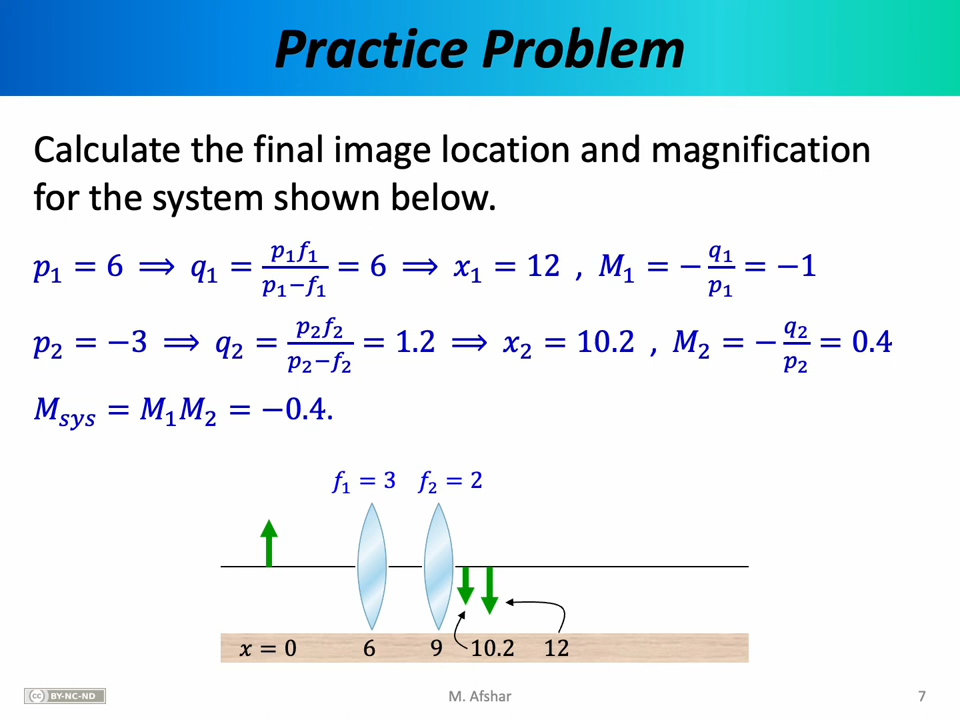 Practice Problem
Calculate the final image location and magnification
for the system shown below.
p₁ = 6 ⟹ q₁ = p₁f₁/(p₁−f₁) = 6 ⟹ x₁ = 12 , M₁ = − q₁/p₁ = −1
p₂ = −3 ⟹ q₂ = p₂f₂/(p₂−f₂) = 1.2 ⟹ x₂ = 10.2 , M₂ = − q₂/p₂ = 0.4
Mₛᵧₛ = M₁M₂ = −0.4.
f₁ = 3 f₂ = 2
x = 0 6 9 10.2 12
cc BY-NC-ND M. Afshar 7